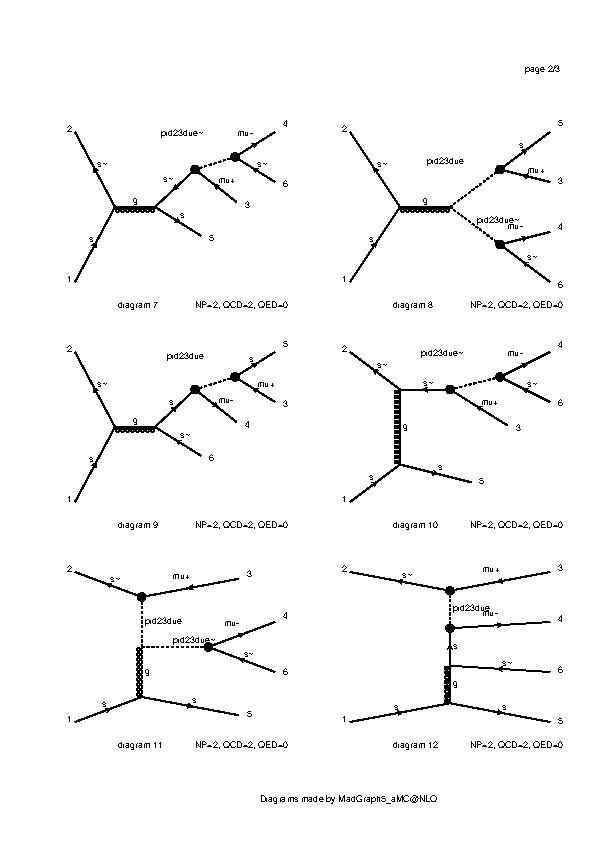 page 2/3
2 s~ s 1 g s~ pid23due~ mu- 4 s~ 6 mu+ 3 s 5
diagram 7 NP=2, QCD=2, QED=0
2 s~ s 1 g pid23due s 5 mu+ 3 pid23due~ mu- 4 s~ 6
diagram 8 NP=2, QCD=2, QED=0
2 s~ s 1 g s pid23due s 5 mu+ 3 mu- 4 s~ 6
diagram 9 NP=2, QCD=2, QED=0
2 s~ s~ pid23due~ mu- 4 s~ 6 mu+ 3 g s 1 s 5
diagram 10 NP=2, QCD=2, QED=0
2 s~ mu+ 3 pid23due pid23due~ mu- 4 s~ 6 g s 1 s 5
diagram 11 NP=2, QCD=2, QED=0
2 s~ mu+ 3 pid23due mu- 4 s s~ 6 g s 1 s 5
diagram 12 NP=2, QCD=2, QED=0
Diagrams made by MadGraph5_aMC@NLO